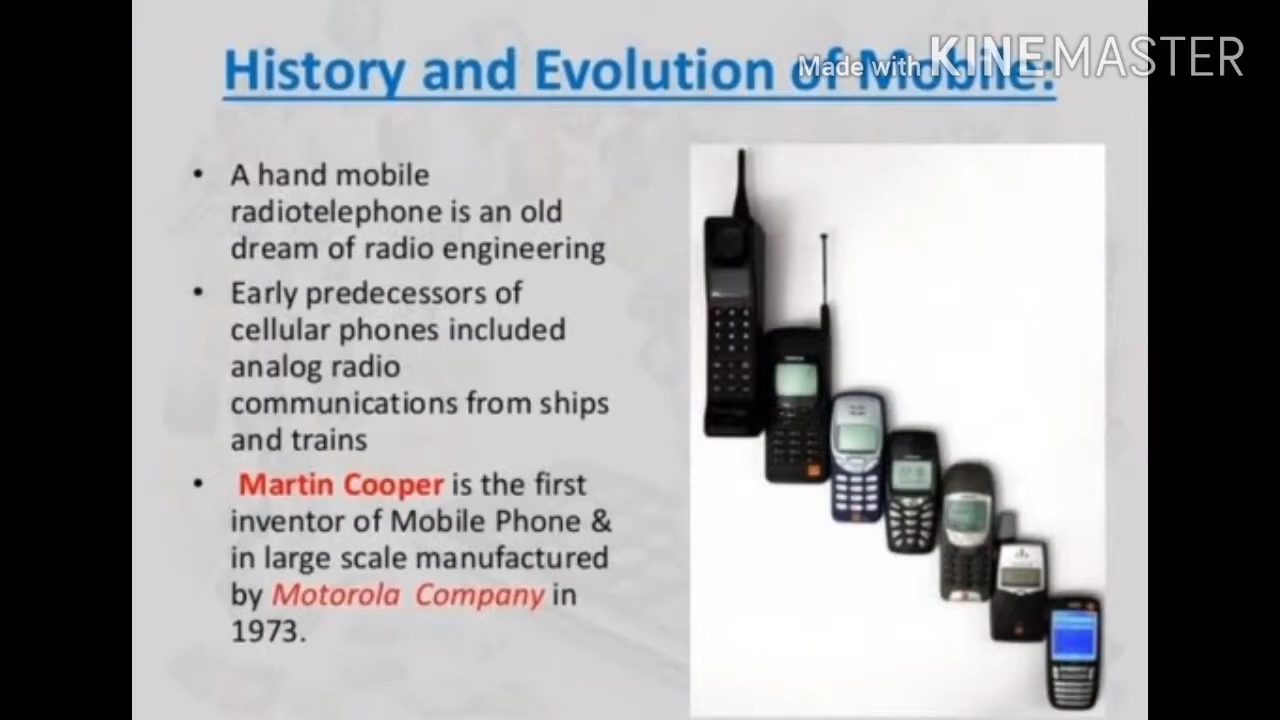 History and Evolution of Mobile:
Made with KINEMASTER
• A hand mobile
radiotelephone is an old
dream of radio engineering
• Early predecessors of
cellular phones included
analog radio
communications from ships
and trains
• Martin Cooper is the first
inventor of Mobile Phone &
in large scale manufactured
by Motorola Company in
1973.